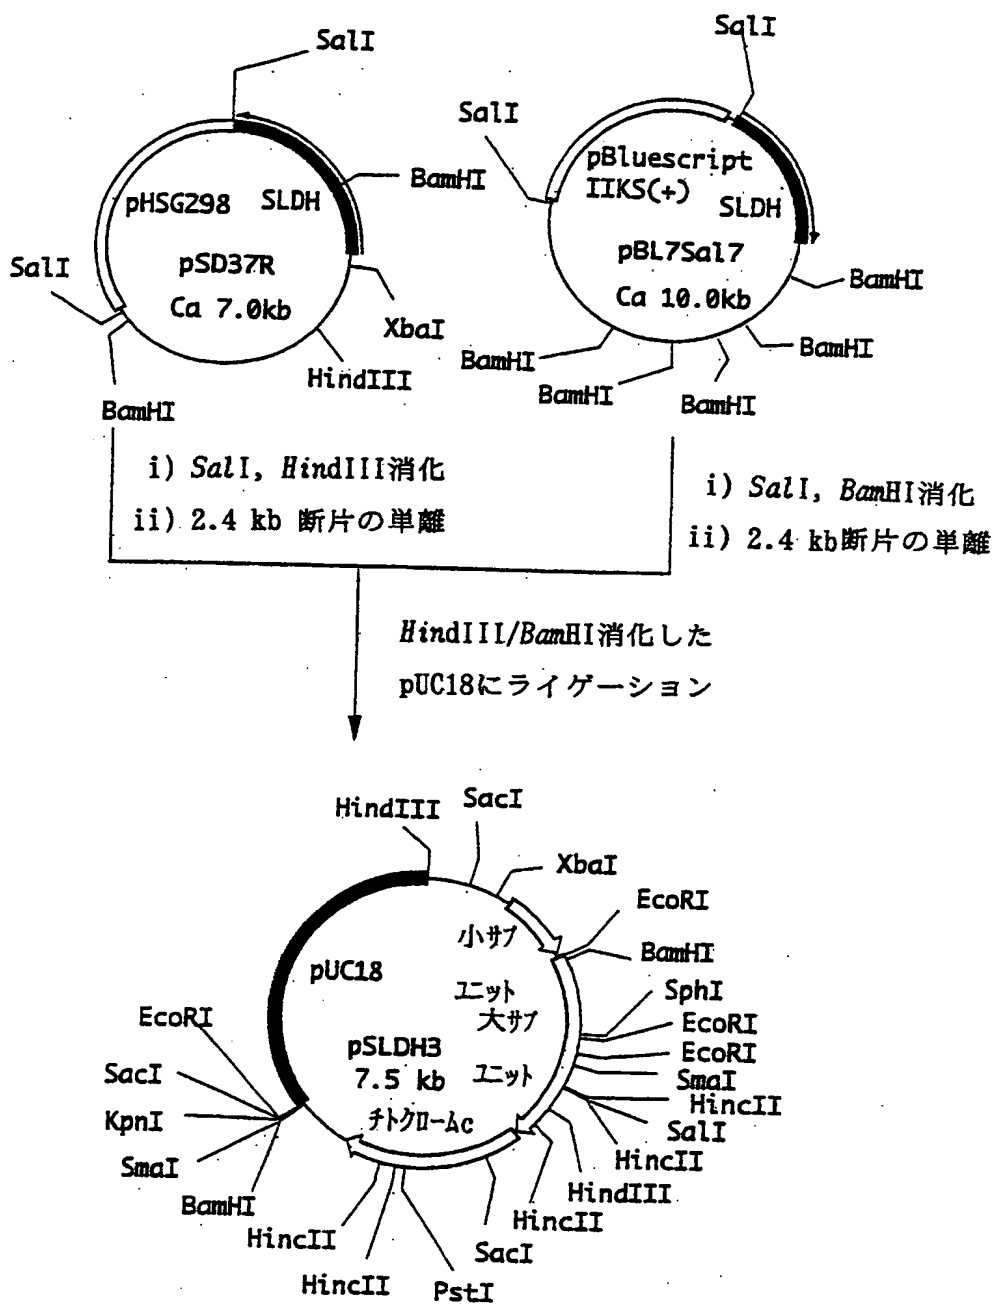 SalI
SalI
SalI
pBluescript
IIKS(+)
BamHI
pHSG298 SLDH
SLDH
pSD37R
pBL7Sal7
SalI
BamHI
Ca 7.0kb
Ca 10.0kb
XbaI
BamHI
BamHI
HindIII
BamHI
BamHI
BamHI
i) SalI, HindIII消化
ii) 2.4 kb 断片の単離
i) SalI, BamHI消化
ii) 2.4 kb断片の単離
HindIII/BamHI消化した
pUC18にライゲーション
HindIII
SacI
XbaI
EcoRI
小サブ
BamHI
pUC18
ユニット
SphI
大サブ
EcoRI
EcoRI
pSLDH3
EcoRI
SacI
7.5 kb
ユニット
SmaI
HincII
KpnI
チトクロームc
SalI
SmaI
HincII
BamHI
HindIII
HincII
HincII
SacI
HincII
PstI